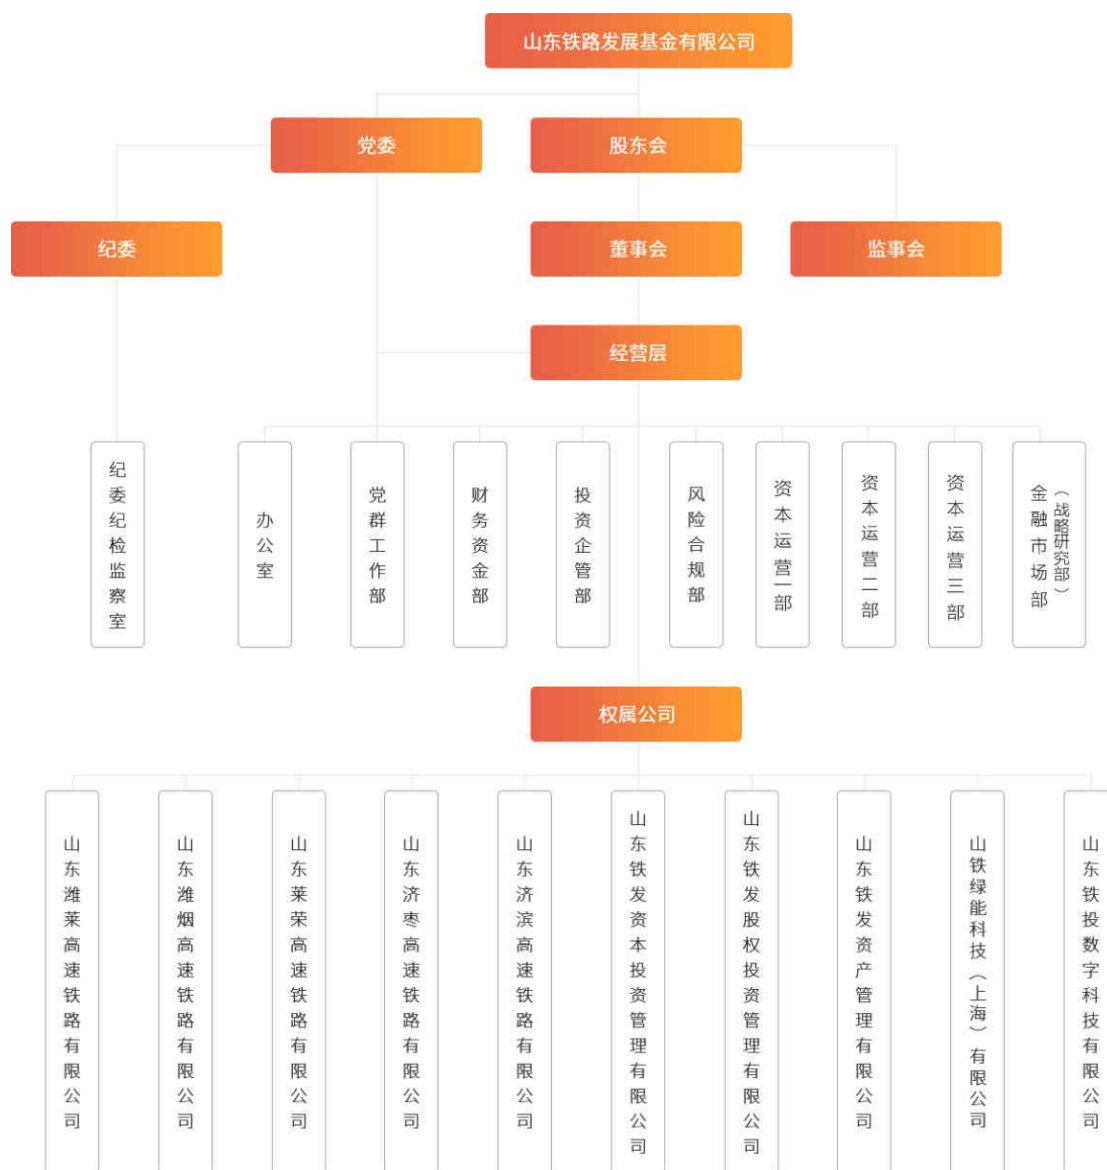 山东铁路发展基金有限公司
党委
股东会
纪委
董事会
监事会
经营层
纪委纪检监察室
办公室
党群工作部
财务资金部
投资企管部
风险合规部
资本运营一部
资本运营二部
资本运营三部
金融市场部
（战略研究部）
权属公司
山东潍莱高速铁路有限公司
山东潍烟高速铁路有限公司
山东莱荣高速铁路有限公司
山东济枣高速铁路有限公司
山东济滨高速铁路有限公司
山东铁发资本投资管理有限公司
山东铁发股权投资管理有限公司
山东铁发资产管理有限公司
山铁绿能科技（上海）有限公司
山东铁投数字科技有限公司